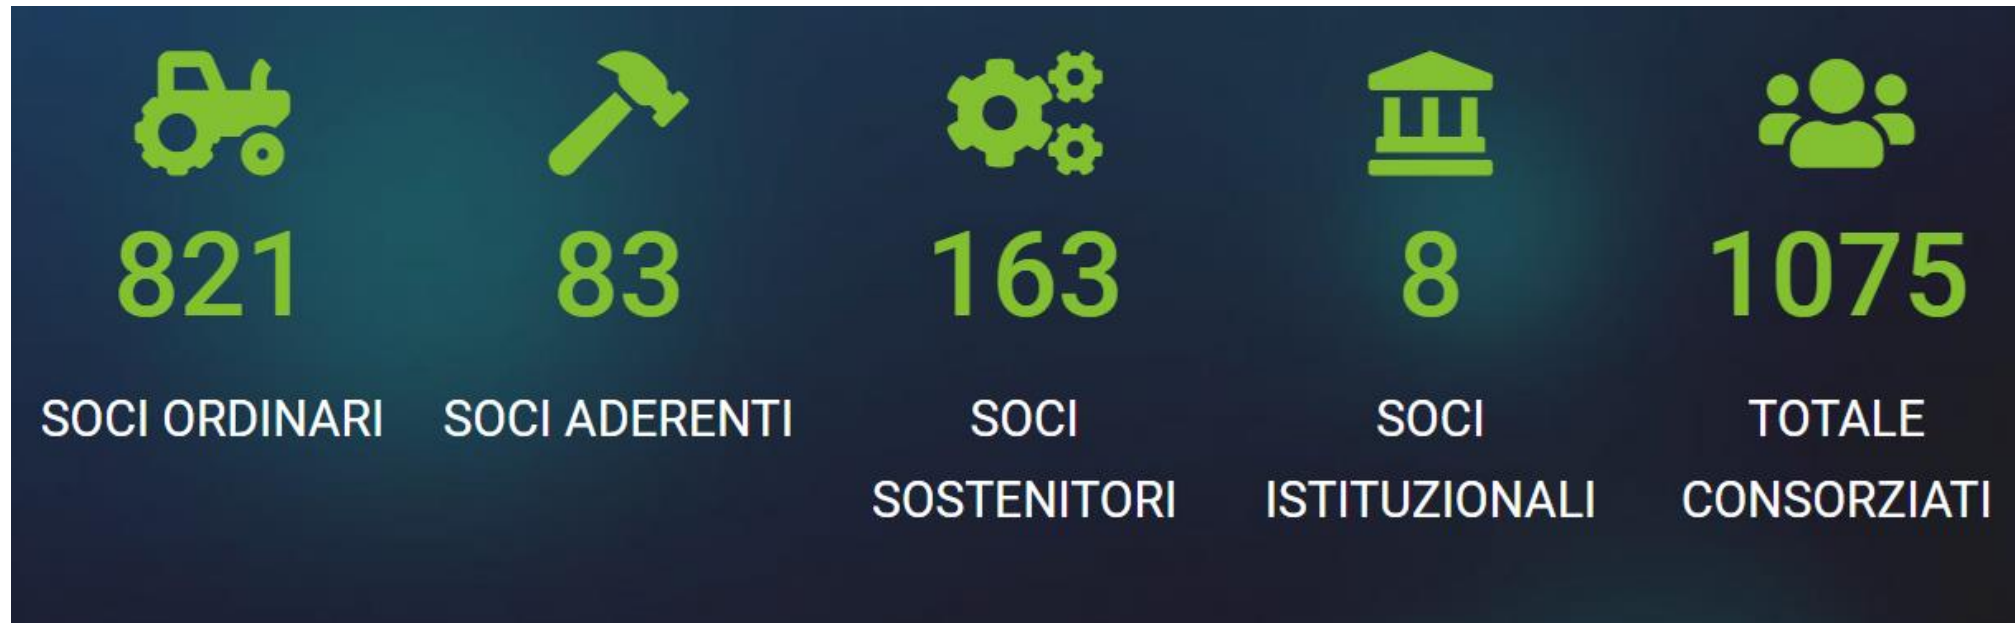 821
SOCI ORDINARI
83
SOCI ADERENTI
163
SOCI
SOSTENITORI
8
SOCI
ISTITUZIONALI
1075
TOTALE
CONSORZIATI